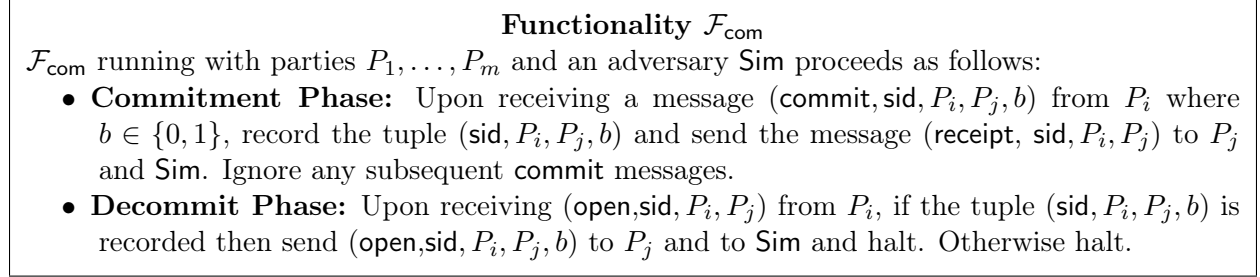 Functionality 𝓕com
𝓕com running with parties P1, . . . , Pm and an adversary Sim proceeds as follows:
• Commitment Phase: Upon receiving a message (commit, sid, Pi, Pj, b) from Pi where
b ∈ {0, 1}, record the tuple (sid, Pi, Pj, b) and send the message (receipt, sid, Pi, Pj) to Pj
and Sim. Ignore any subsequent commit messages.
• Decommit Phase: Upon receiving (open,sid, Pi, Pj) from Pi, if the tuple (sid, Pi, Pj, b) is
recorded then send (open,sid, Pi, Pj, b) to Pj and to Sim and halt. Otherwise halt.